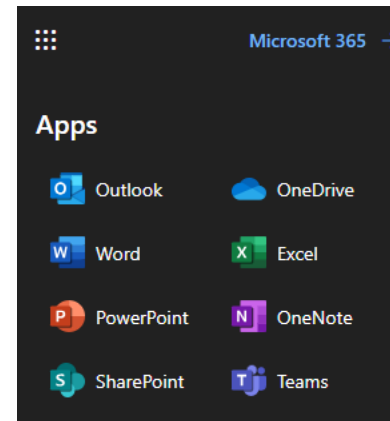 Microsoft 365
Apps
Outlook OneDrive
Word Excel
PowerPoint OneNote
SharePoint Teams